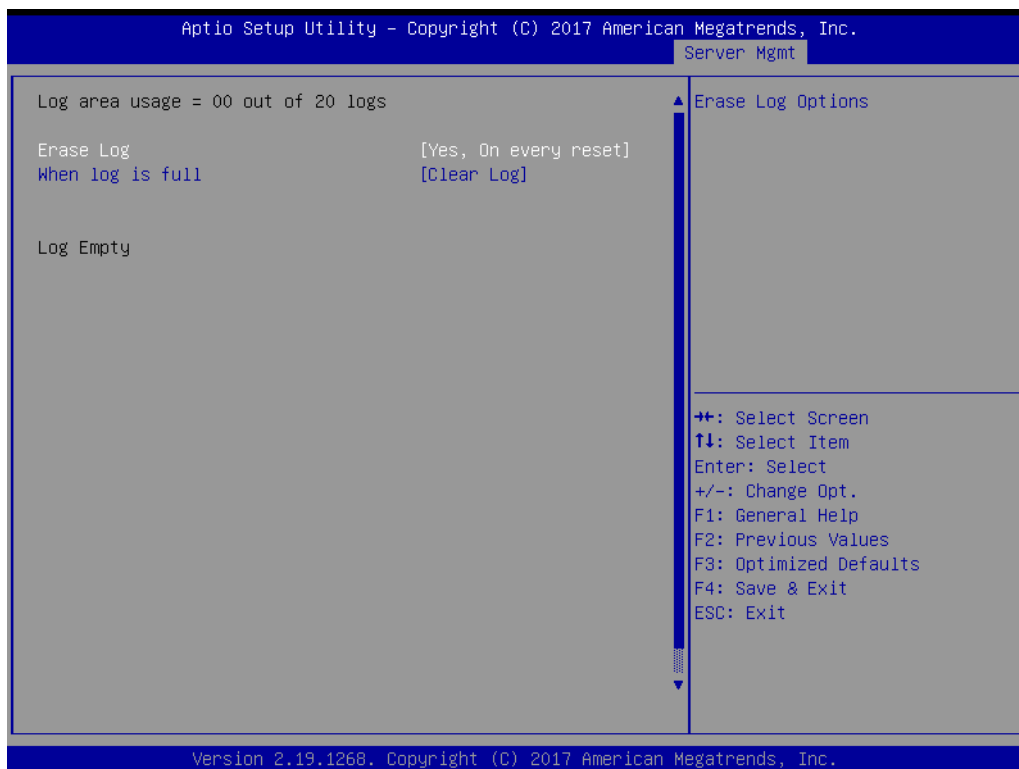 Aptio Setup Utility – Copyright (C) 2017 American Megatrends, Inc.
Server Mgmt
Log area usage = 00 out of 20 logs
Erase Log [Yes, On every reset]
When log is full [Clear Log]
Log Empty
Erase Log Options
→←: Select Screen
↑↓: Select Item
Enter: Select
+/-: Change Opt.
F1: General Help
F2: Previous Values
F3: Optimized Defaults
F4: Save & Exit
ESC: Exit
Version 2.19.1268. Copyright (C) 2017 American Megatrends, Inc.